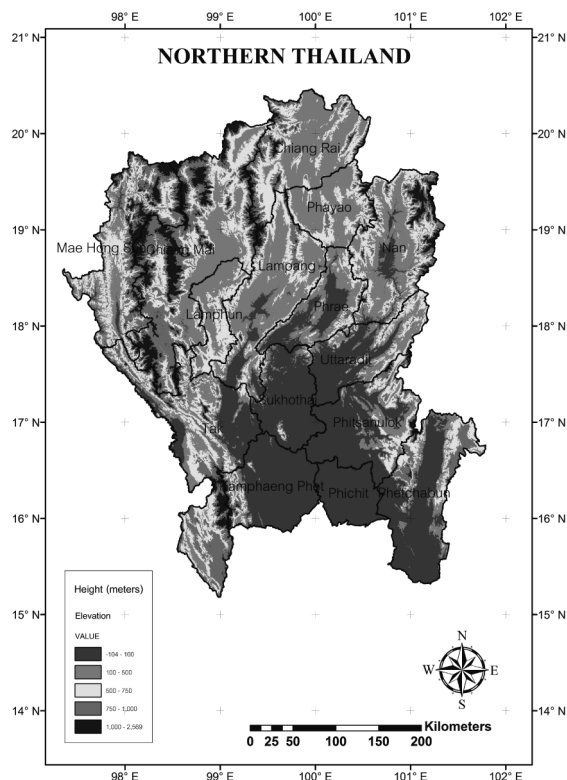 98° E 99° E 100° E 101° E 102° E
21° N 21° N
NORTHERN THAILAND
20° N 20° N
Chiang Rai
19° N 19° N
Phayao
Mae Hong Son Chiang Mai Nan
Lampang
Phrae
Lamphun
18° N 18° N
Uttaradit
17° N 17° N
Sukhothai Phitsanulok
Tak
Kamphaeng Phet Phichit Phetchabun
16° N 16° N
15° N 15° N
14° N 14° N
Height (meters)
Elevation
VALUE
-104 - 100
100 - 500
500 - 750
750 - 1,000
1,000 - 2,569
N
W E
S
Kilometers
0 25 50 100 150 200
98° E 99° E 100° E 101° E 102° E